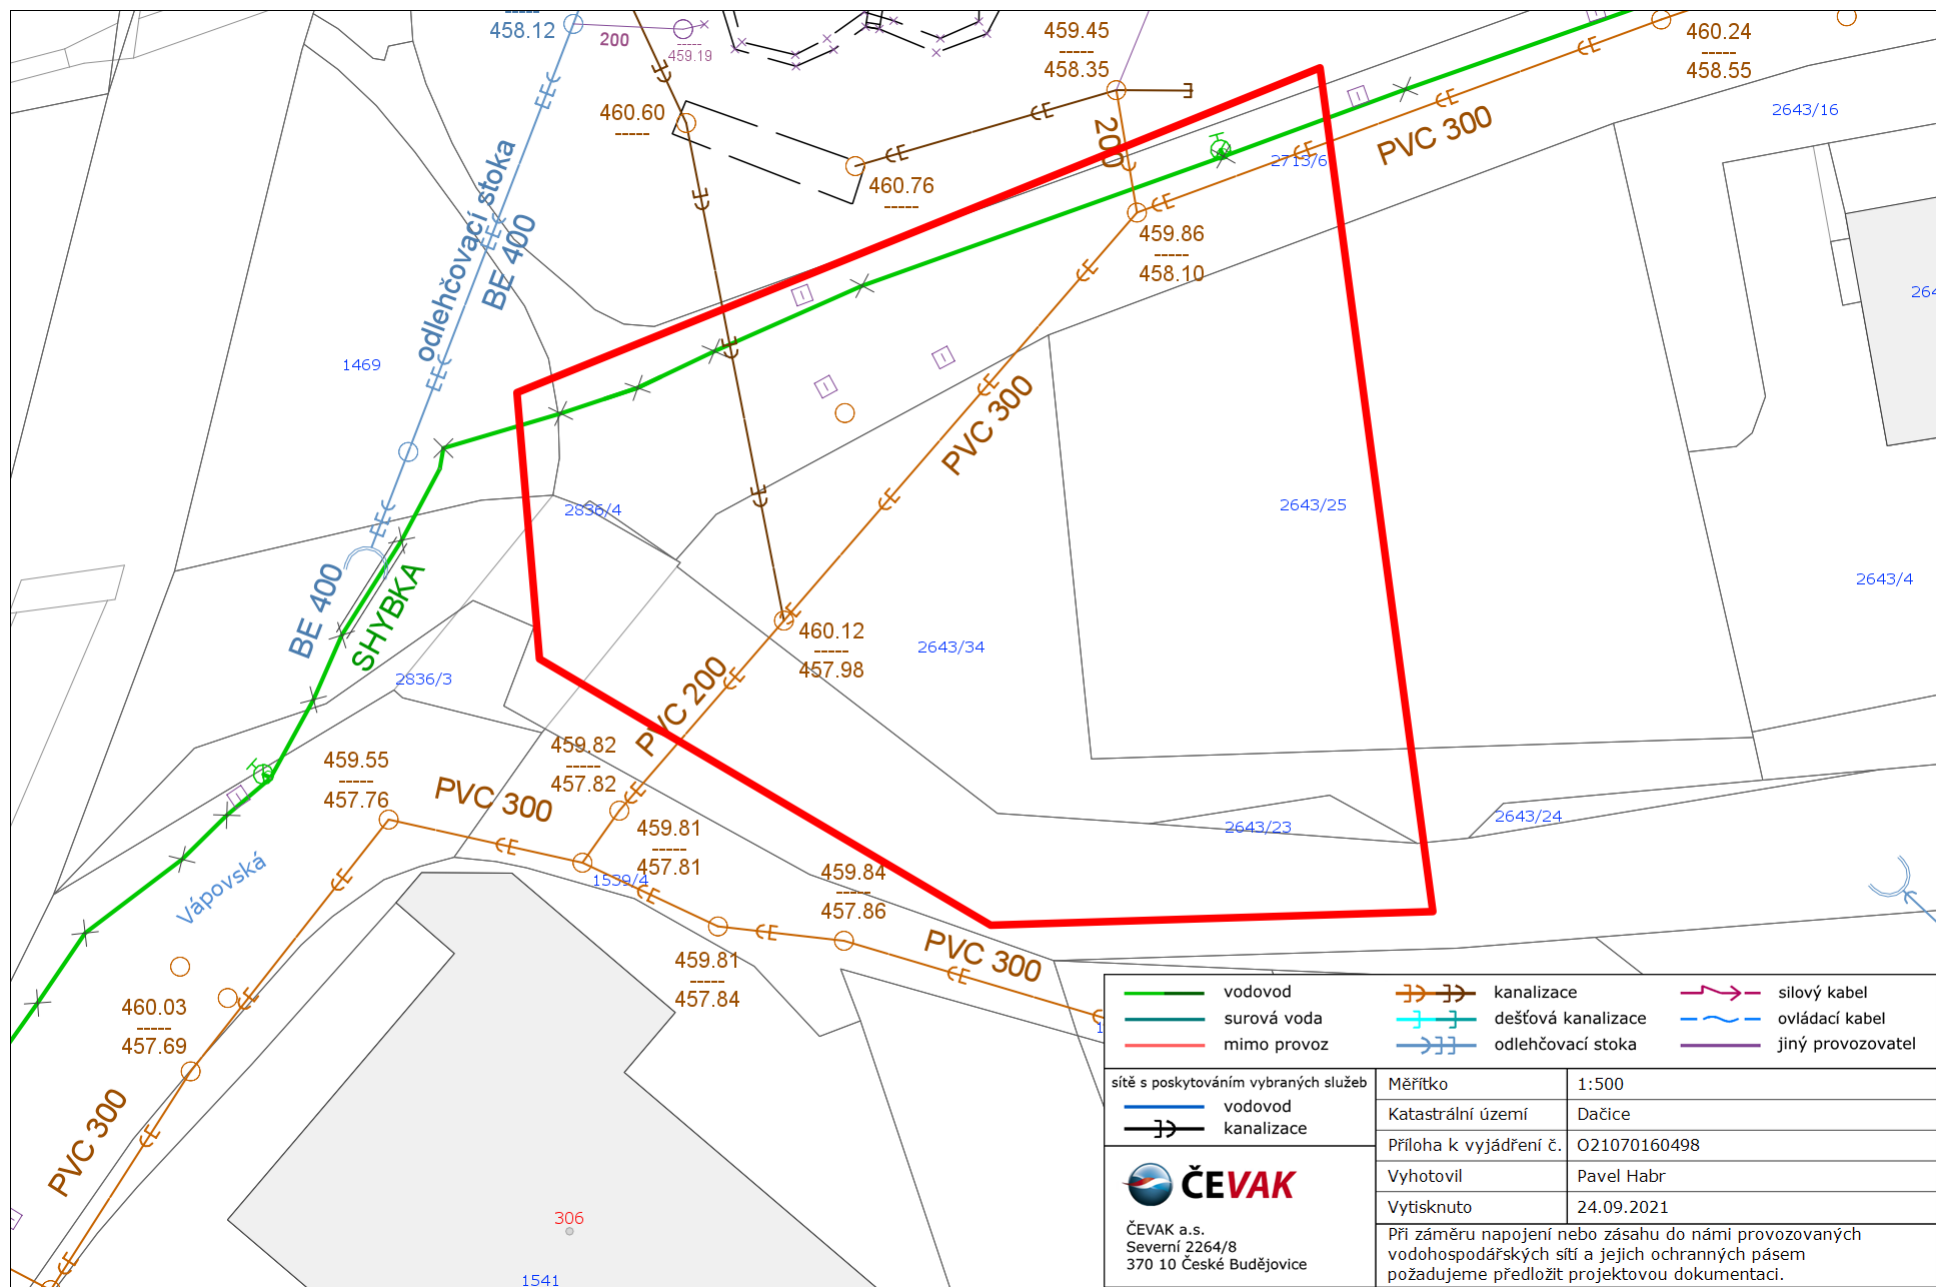 458.12
200
459.19
459.45
458.35
460.24
458.55
2643/16
460.60
460.76
200
2713/6
PVC 300
odlehčovací stoka
BE 400
459.86
458.10
1469
PVC 300
2836/4
2643/25
2643/4
BE 400
SHYBKA
460.12
457.98
2643/34
2836/3
PVC 200
459.82
457.82
459.55
457.76
PVC 300
459.81
457.81
2643/23
2643/24
1539/4
459.84
457.86
Vápovská
PVC 300
459.81
457.84
460.03
457.69
PVC 300
306
1541
vodovod
surová voda
mimo provoz
kanalizace
dešťová kanalizace
odlehčovací stoka
silový kabel
ovládací kabel
jiný provozovatel
sítě s poskytováním vybraných služeb
vodovod
kanalizace
Měřítko 1:500
Katastrální území Dačice
Příloha k vyjádření č. O21070160498
Vyhotovil Pavel Habr
Vytisknuto 24.09.2021
ČEVAK
ČEVAK a.s.
Severní 2264/8
370 10 České Budějovice
Při záměru napojení nebo zásahu do námi provozovaných
vodohospodářských sítí a jejich ochranných pásem
požadujeme předložit projektovou dokumentaci.